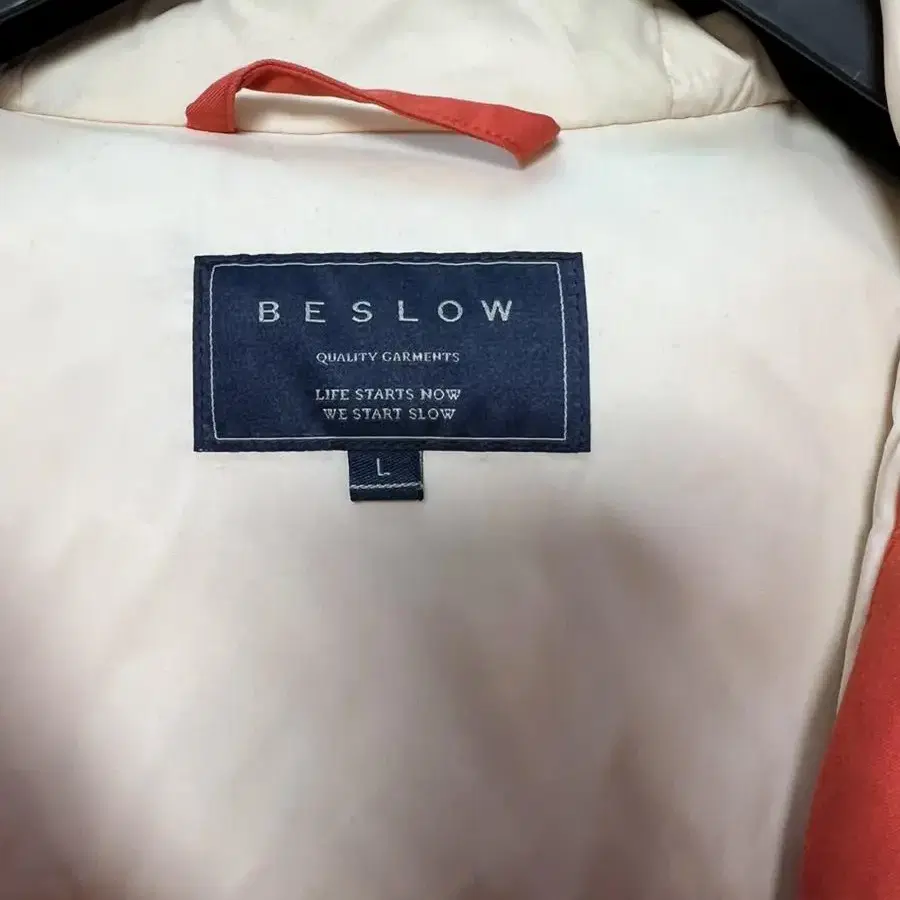 BESLOW
QUALITY GARMENTS
LIFE STARTS NOW
WE START SLOW
L